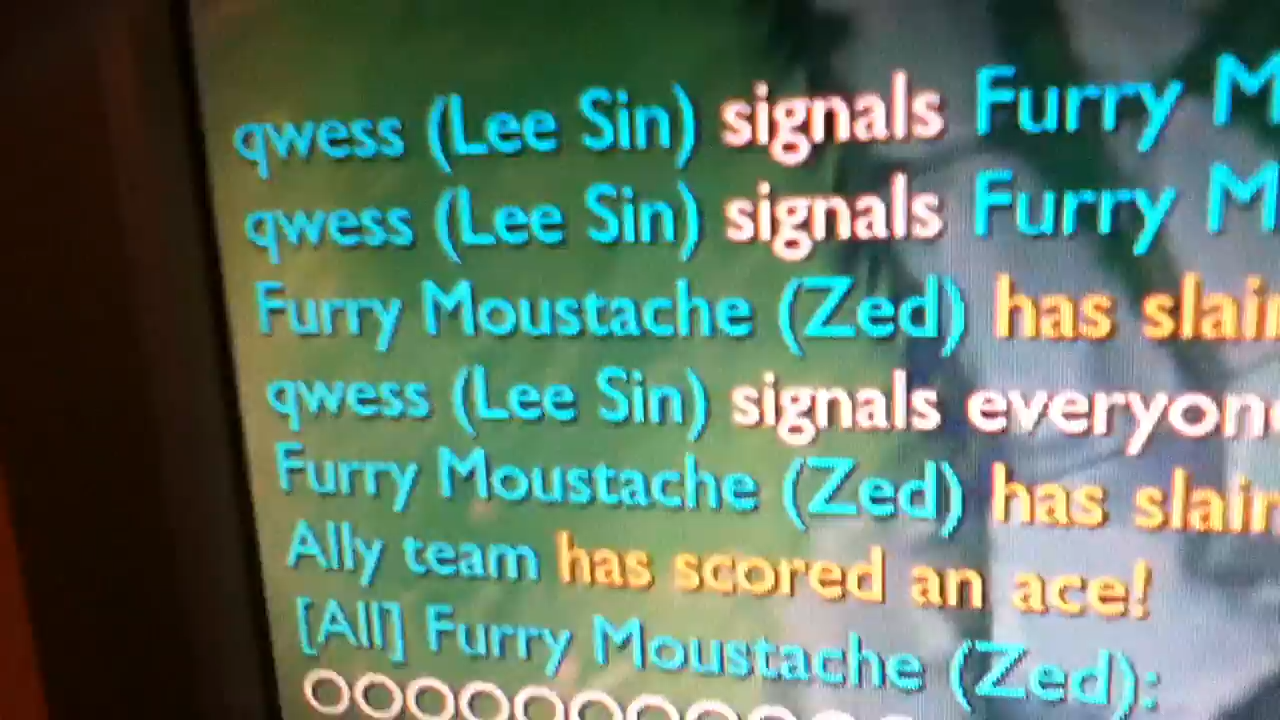 qwess (Lee Sin) signals Furry
qwess (Lee Sin) signals Furry
Furry Moustache (Zed) has
qwess (Lee Sin) signals
Furry Moustache (Zed) has
Ally team has scored an ace!
[All] Furry Moustache (Zed):